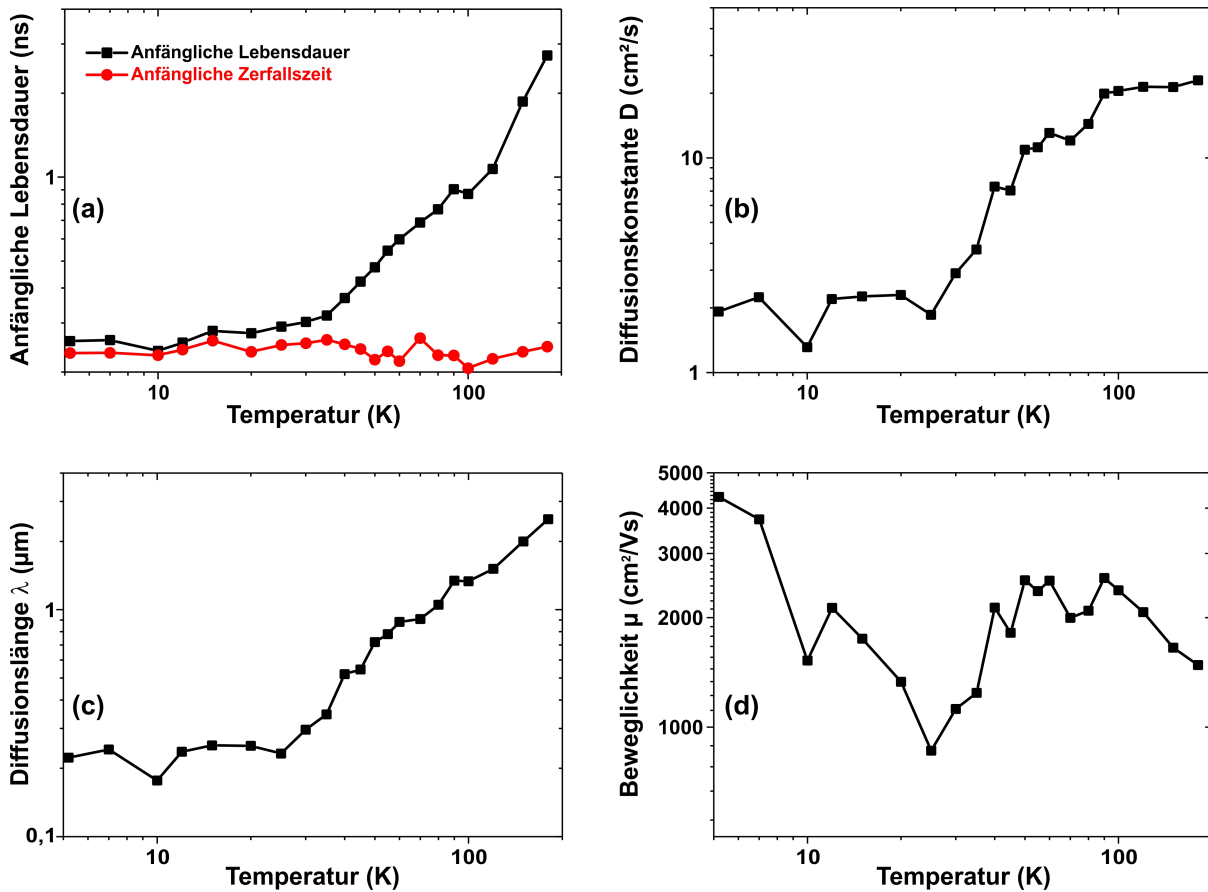 Anfängliche Lebensdauer (ns)
1
(a)
Anfängliche Lebensdauer
Anfängliche Zerfallszeit
10
100
Temperatur (K)
Diffusionskonstante D (cm²/s)
10
1
(b)
10
100
Temperatur (K)
Diffusionslänge λ (µm)
1
0,1
(c)
10
100
Temperatur (K)
Beweglichkeit µ (cm²/Vs)
5000
4000
3000
2000
1000
(d)
10
100
Temperatur (K)